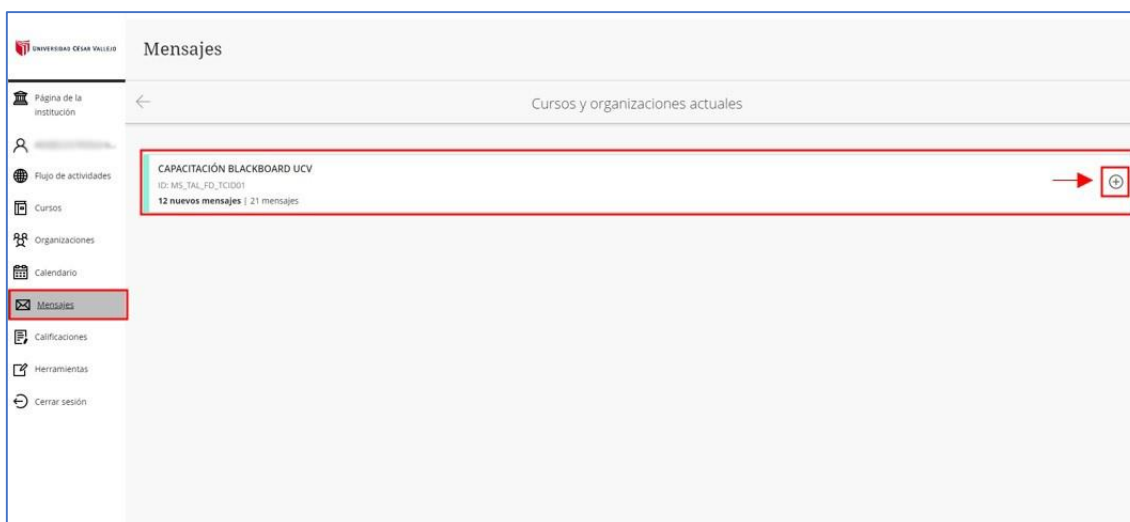 UNIVERSIDAD CÉSAR VALLEJO
Mensajes
Página de la
institución
Cursos y organizaciones actuales
CAPACITACIÓN BLACKBOARD UCV
ID: MS_TAL_FD_TCID01
12 nuevos mensajes | 21 mensajes
Flujo de actividades
Cursos
Organizaciones
Calendario
Mensajes
Calificaciones
Herramientas
Cerrar sesión